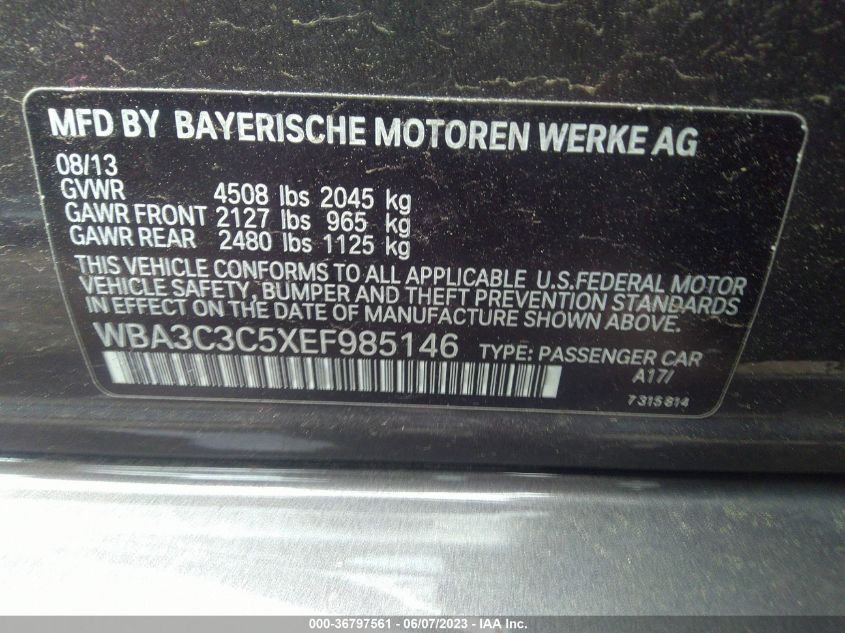 MFD BY BAYERISCHE MOTOREN WERKE AG
08/13
GVWR 4508 lbs 2045 kg
GAWR FRONT 2127 lbs 965 kg
GAWR REAR 2480 lbs 1125 kg
THIS VEHICLE CONFORMS TO ALL APPLICABLE U.S.FEDERAL MOTOR
VEHICLE SAFETY, BUMPER AND THEFT PREVENTION STANDARDS
IN EFFECT ON THE DATE OF MANUFACTURE SHOWN ABOVE.
WBA3C3C5XEF985146 TYPE: PASSENGER CAR
A17/
7 315 814
000-36797561 - 06/07/2023 - © IAA, Inc.